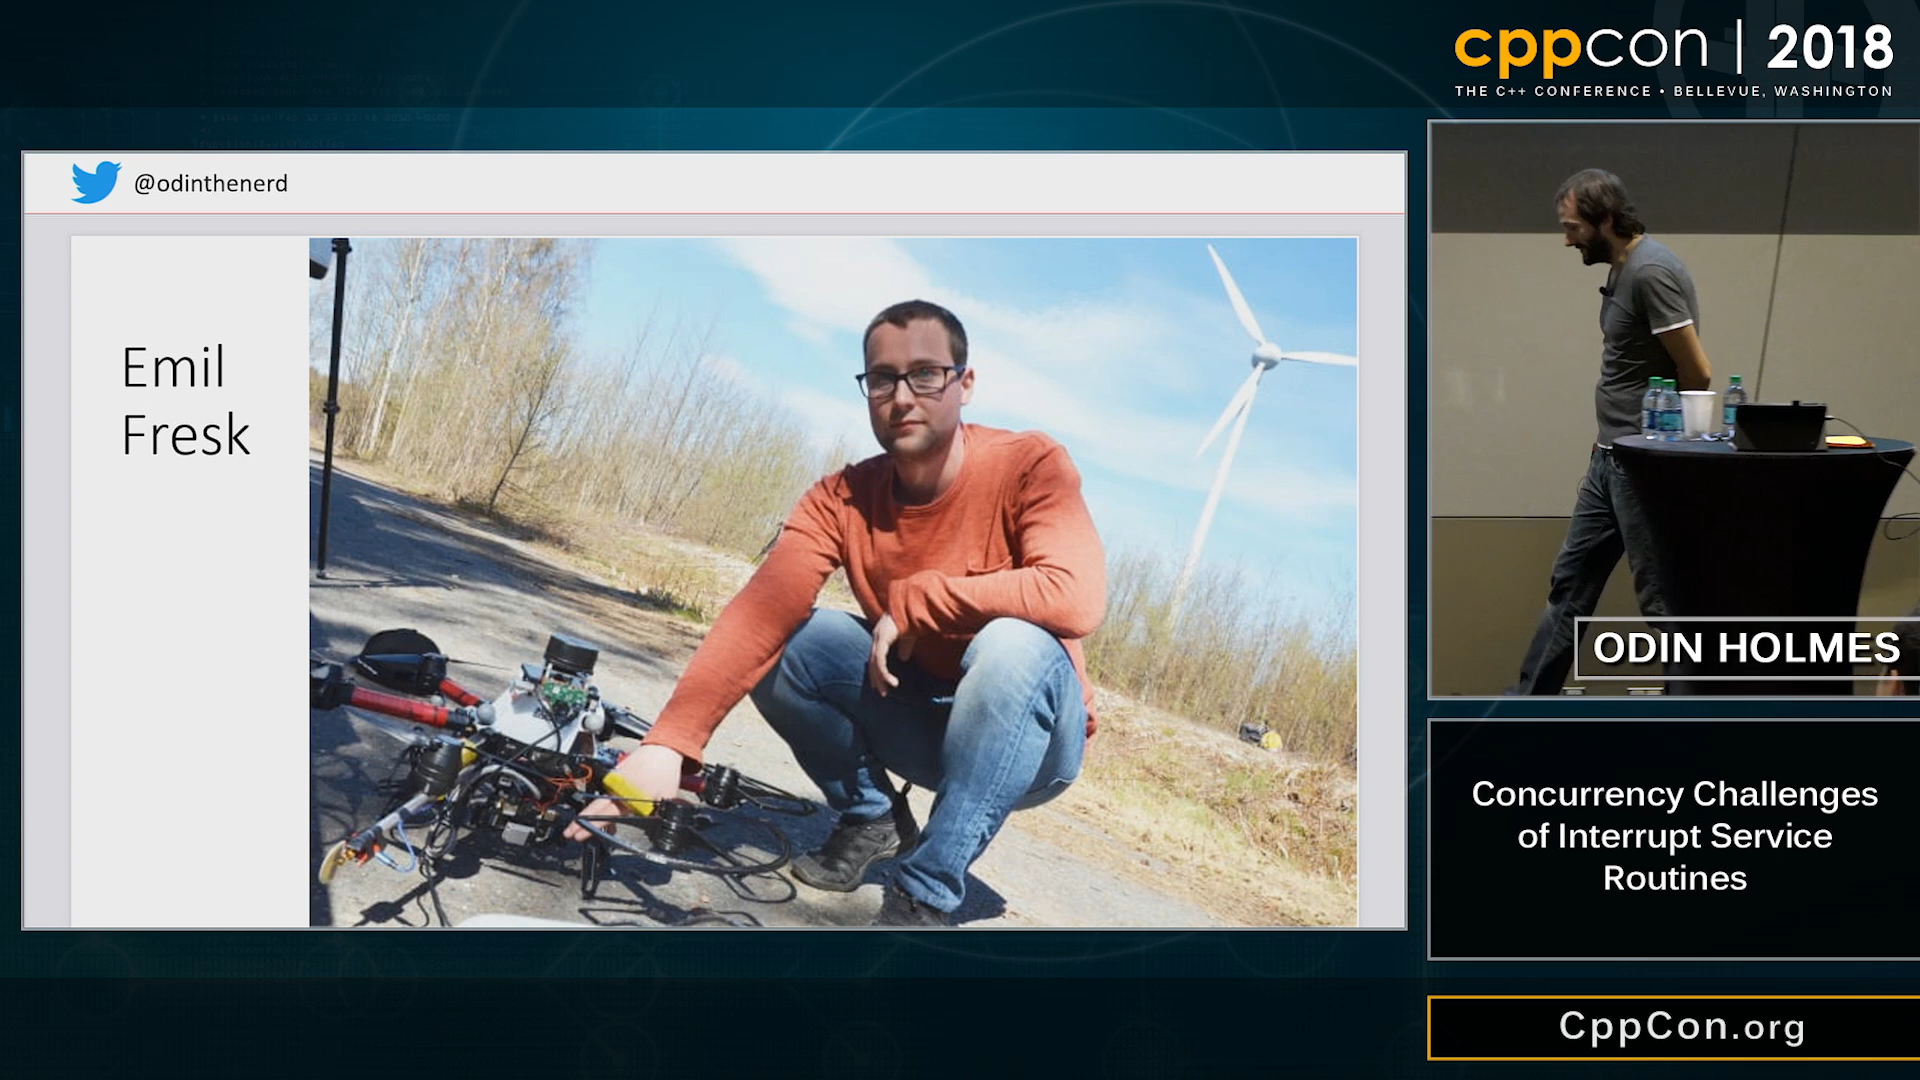 cppcon | 2018
THE C++ CONFERENCE • BELLEVUE, WASHINGTON
@odinthenerd
Emil
Fresk
ODIN HOLMES
Concurrency Challenges
of Interrupt Service
Routines
CppCon.org